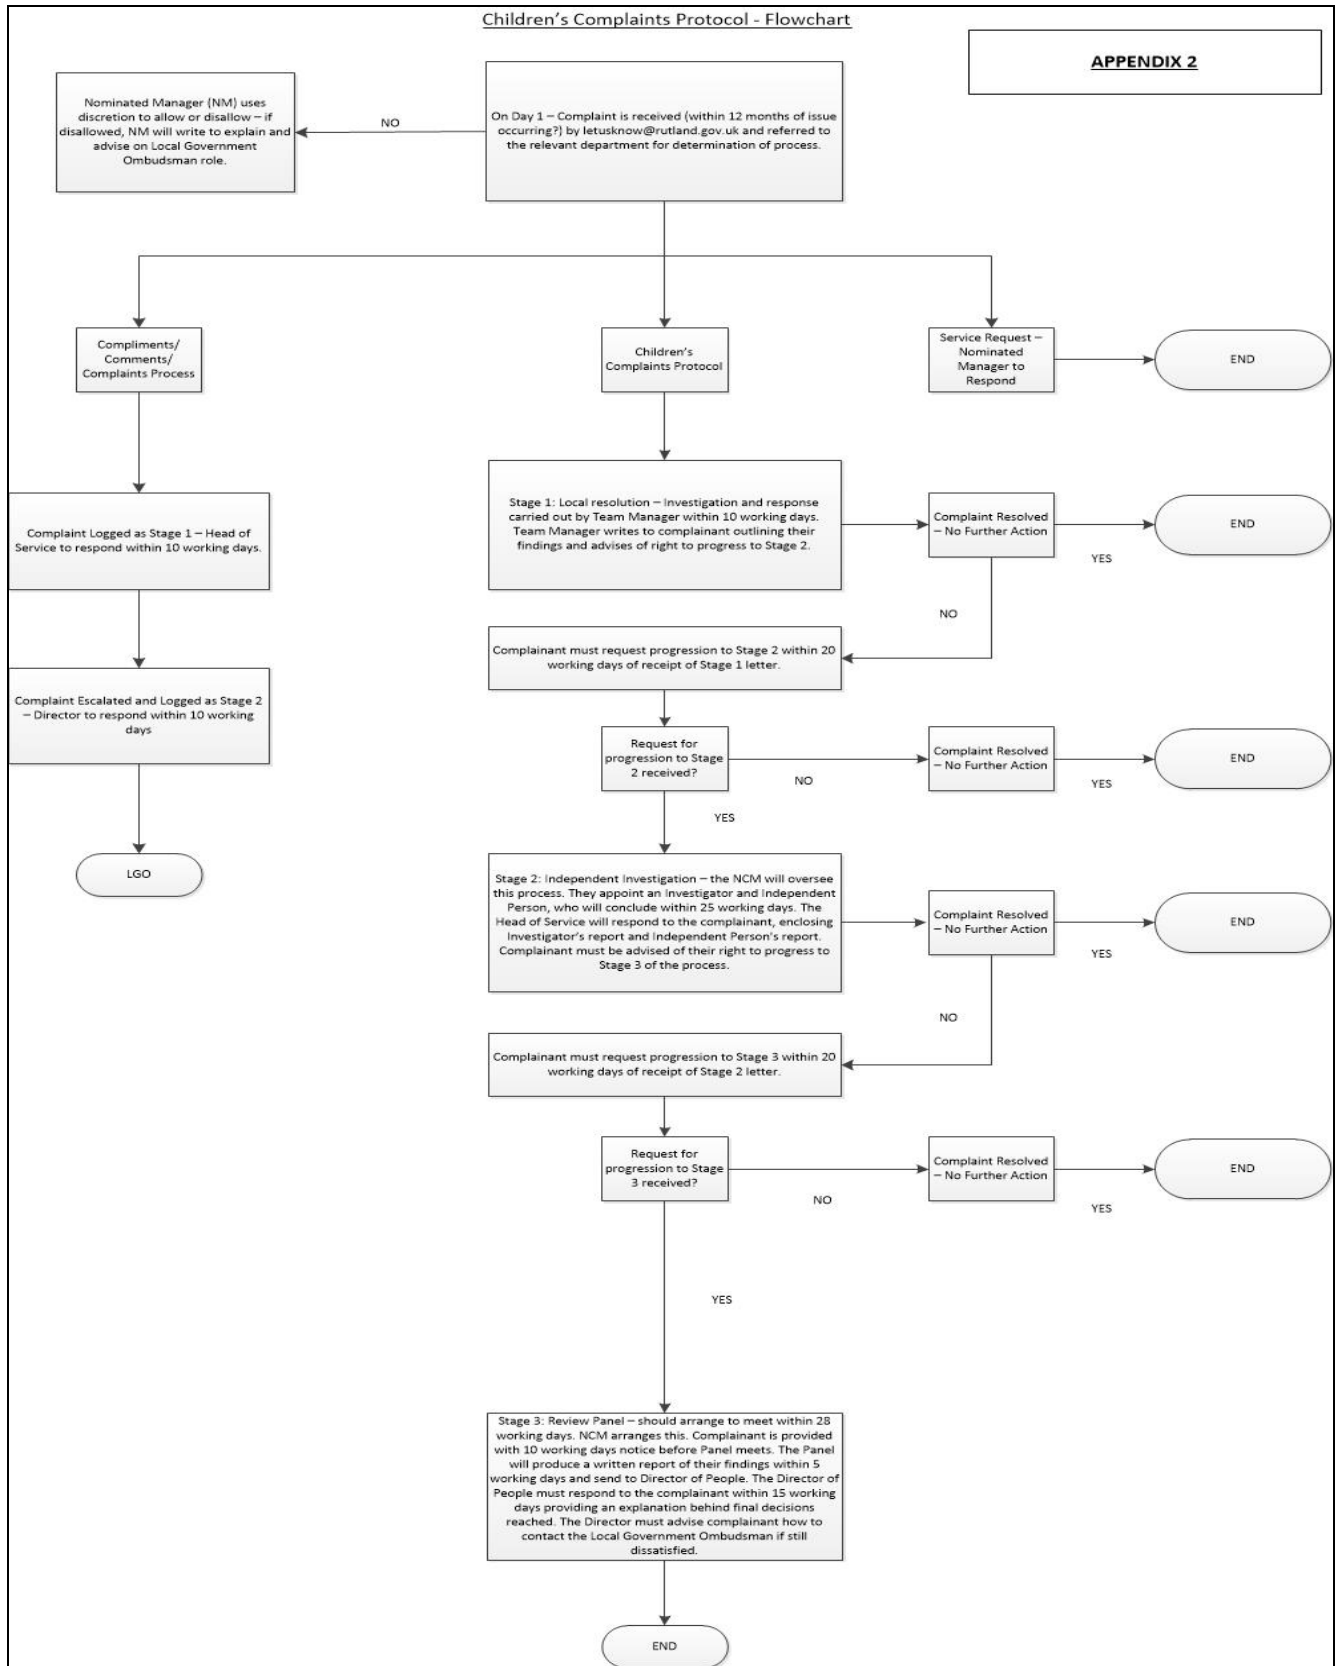 Children's Complaints Protocol - Flowchart
APPENDIX 2
Nominated Manager (NM) uses
discretion to allow or disallow – if
disallowed, NM will write to explain and
advise on Local Government
Ombudsman role.
NO
On Day 1 – Complaint is received (within 12 months of issue
occurring?) by letusknow@rutland.gov.uk and referred to
the relevant department for determination of process.
Compliments/
Comments/
Complaints Process
Children's
Complaints Protocol
Service Request –
Nominated
Manager to
Respond
END
Complaint Logged as Stage 1 – Head of
Service to respond within 10 working days.
Stage 1: Local resolution – Investigation and response
carried out by Team Manager within 10 working days.
Team Manager writes to complainant outlining their
findings and advises of right to progress to Stage 2.
Complaint Resolved
– No Further Action
YES
END
NO
Complainant must request progression to Stage 2 within 20
working days of receipt of Stage 1 letter.
Complaint Escalated and Logged as Stage 2
– Director to respond within 10 working
days
Request for
progression to Stage
2 received?
NO
Complaint Resolved
– No Further Action
YES
END
YES
LGO
Stage 2: Independent Investigation – the NCM will oversee
this process. They appoint an Investigator and Independent
Person, who will conclude within 25 working days. The
Head of Service will respond to the complainant, enclosing
Investigator's report and Independent Person's report.
Complainant must be advised of their right to progress to
Stage 3 of the process.
Complaint Resolved
– No Further Action
YES
END
NO
Complainant must request progression to Stage 3 within 20
working days of receipt of Stage 2 letter.
Request for
progression to Stage
3 received?
NO
Complaint Resolved
– No Further Action
YES
END
YES
Stage 3: Review Panel – should arrange to meet within 28
working days. NCM arranges this. Complainant is provided
with 10 working days notice before Panel meets. The Panel
will produce a written report of their findings within 5
working days and send to Director of People. The Director of
People must respond to the complainant within 15 working
days providing an explanation behind final decisions
reached. The Director must advise complainant how to
contact the Local Government Ombudsman if still
dissatisfied.
END